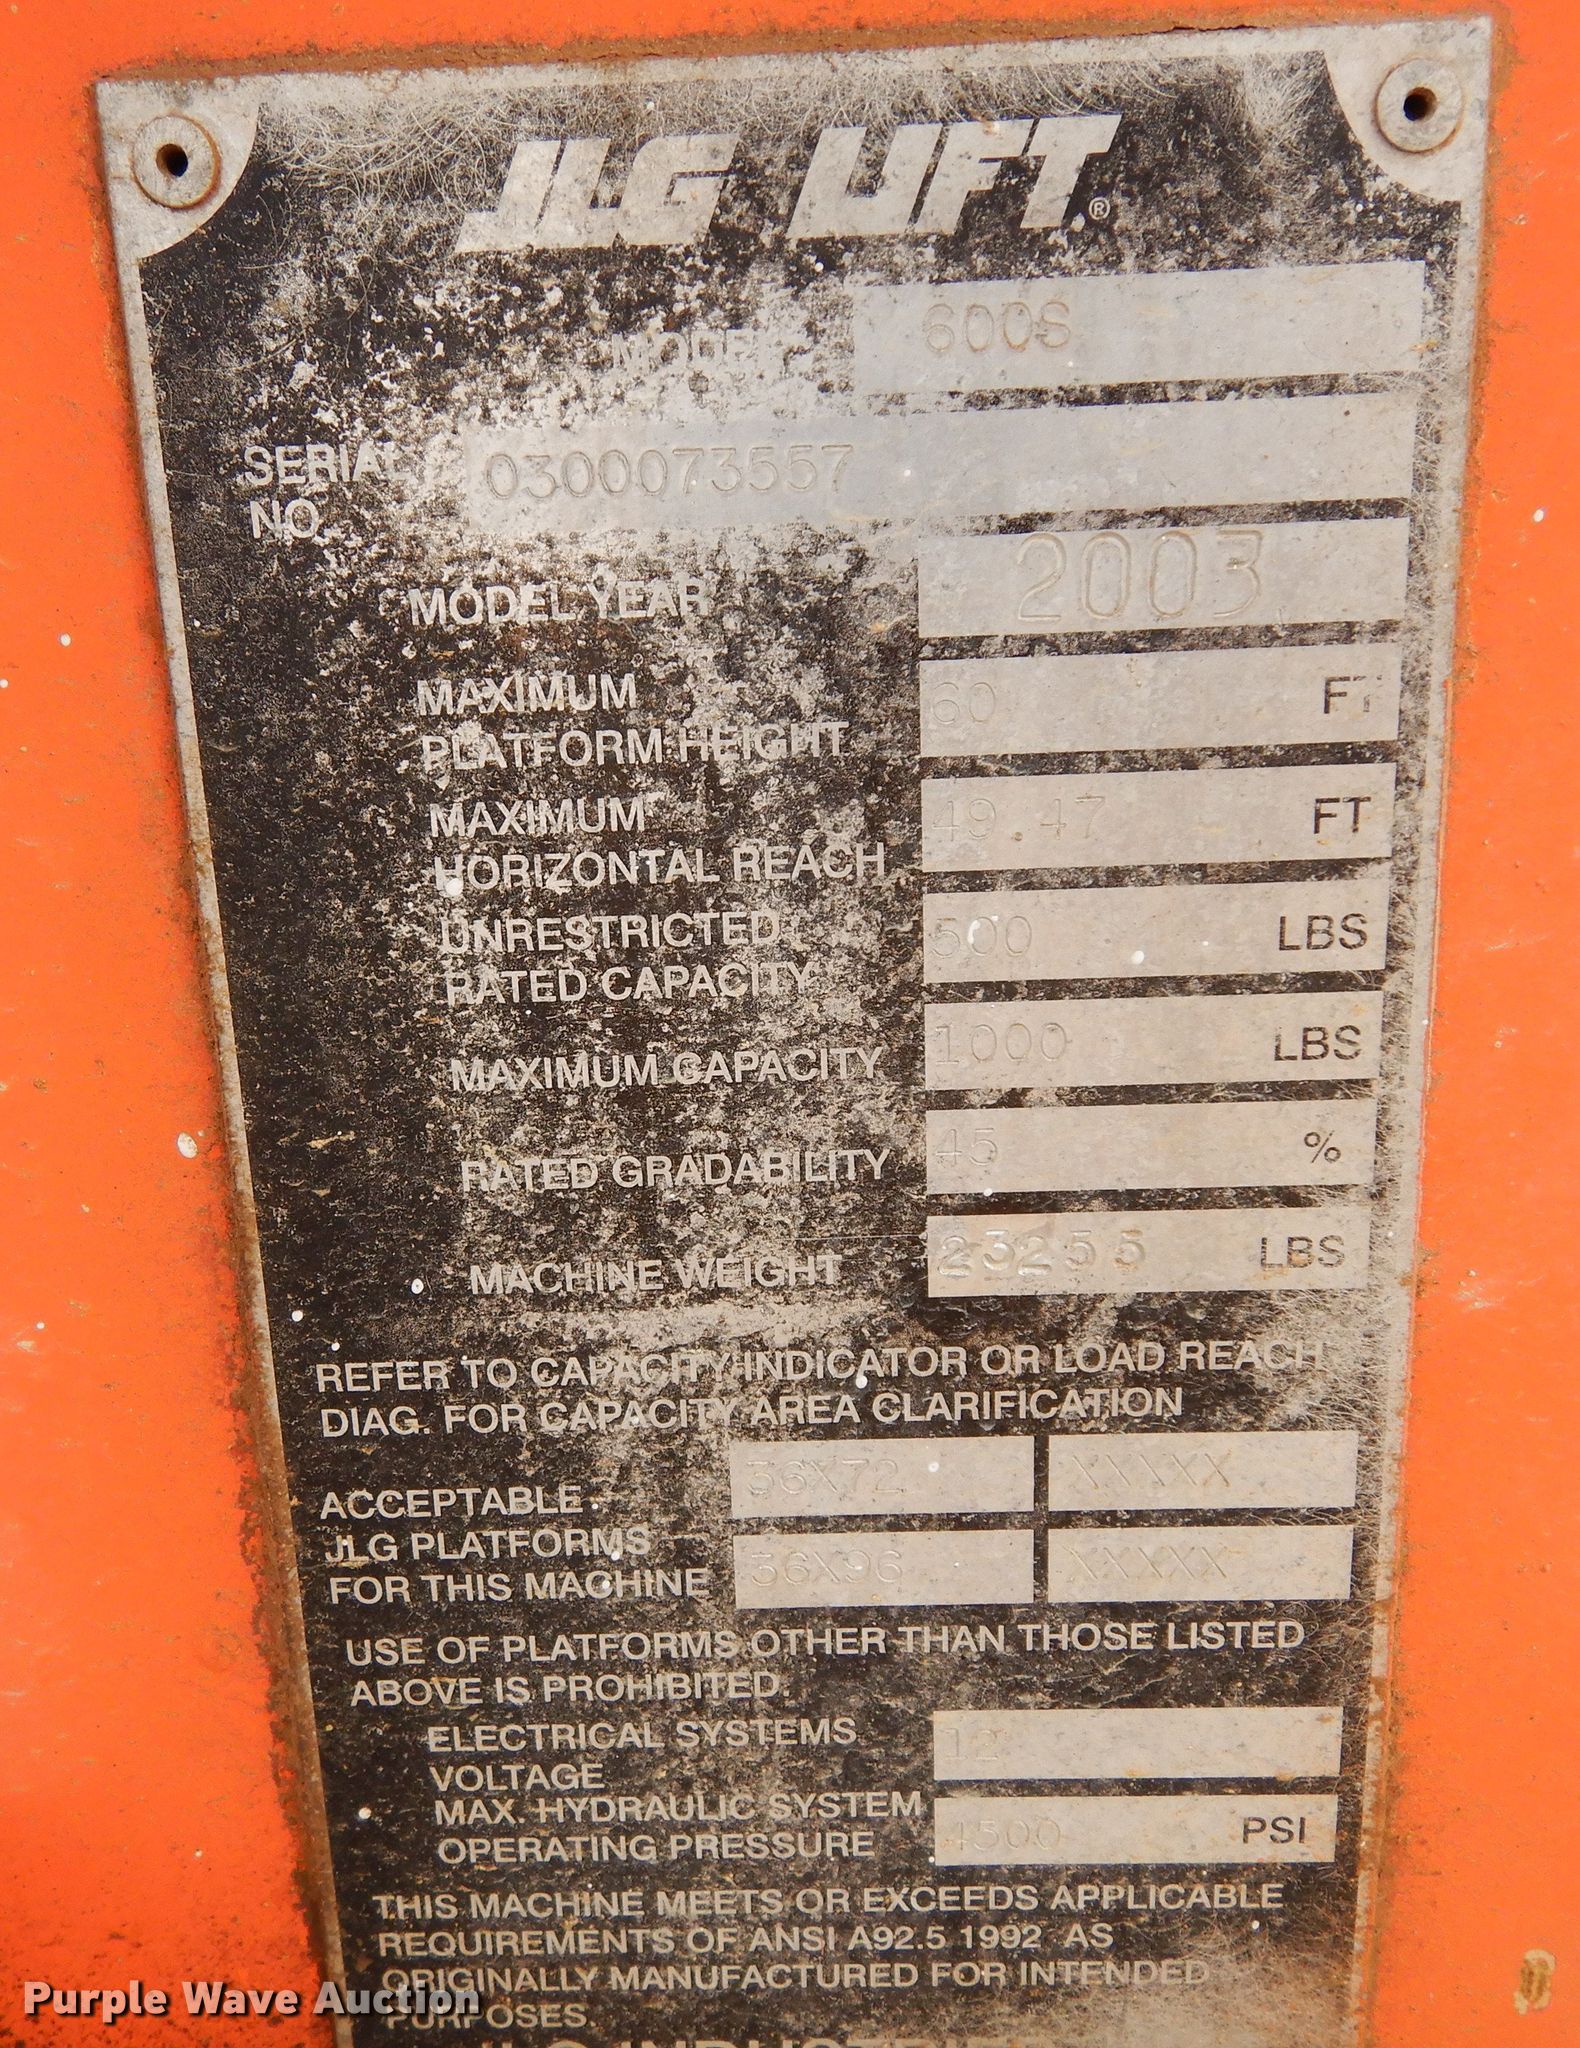 JLG LIFT®
MODEL 600S
SERIAL 0300073557
NO.
MODEL YEAR 2003
MAXIMUM 60 FT
PLATFORM HEIGHT
MAXIMUM 49.47 FT
HORIZONTAL REACH
UNRESTRICTED 500 LBS
RATED CAPACITY
MAXIMUM CAPACITY 1000 LBS
RATED GRADABILITY 45 %
MACHINE WEIGHT 23255 LBS
REFER TO CAPACITY INDICATOR OR LOAD REACH
DIAG. FOR CAPACITY AREA CLARIFICATION
36X72 XXXXX
ACCEPTABLE
JLG PLATFORMS
FOR THIS MACHINE 36X96 XXXXX
USE OF PLATFORMS OTHER THAN THOSE LISTED
ABOVE IS PROHIBITED.
ELECTRICAL SYSTEMS 12
VOLTAGE
MAX. HYDRAULIC SYSTEM 4500 PSI
OPERATING PRESSURE
THIS MACHINE MEETS OR EXCEEDS APPLICABLE
REQUIREMENTS OF ANSI A92.5 1992 AS
ORIGINALLY MANUFACTURED FOR INTENDED
PURPOSES.
Purple Wave Auction